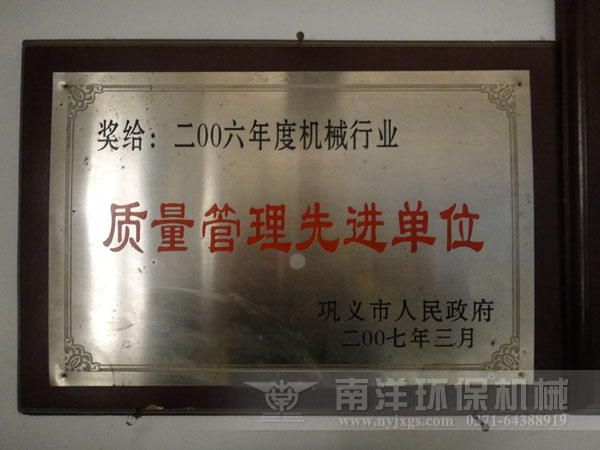 奖给：二00六年度机械行业
质量管理先进单位
巩义市人民政府
二00七年三月
南洋环保机械
www.nyjxgs.com 0371-64388919